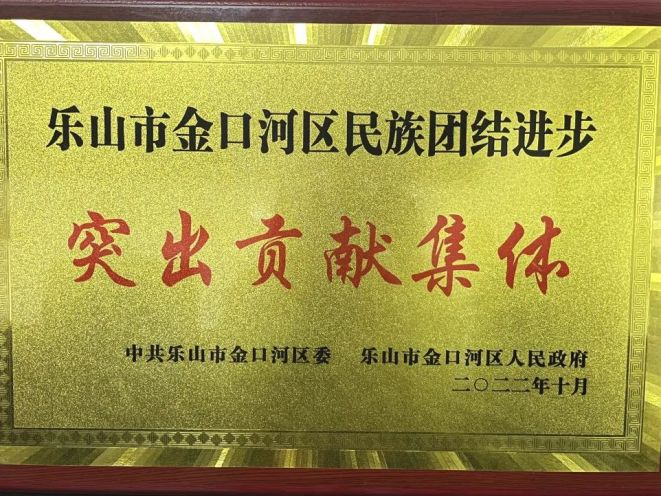 乐山市金口河区民族团结进步
突出贡献集体
中共乐山市金口河区委 乐山市金口河区人民政府
二〇二二年十月